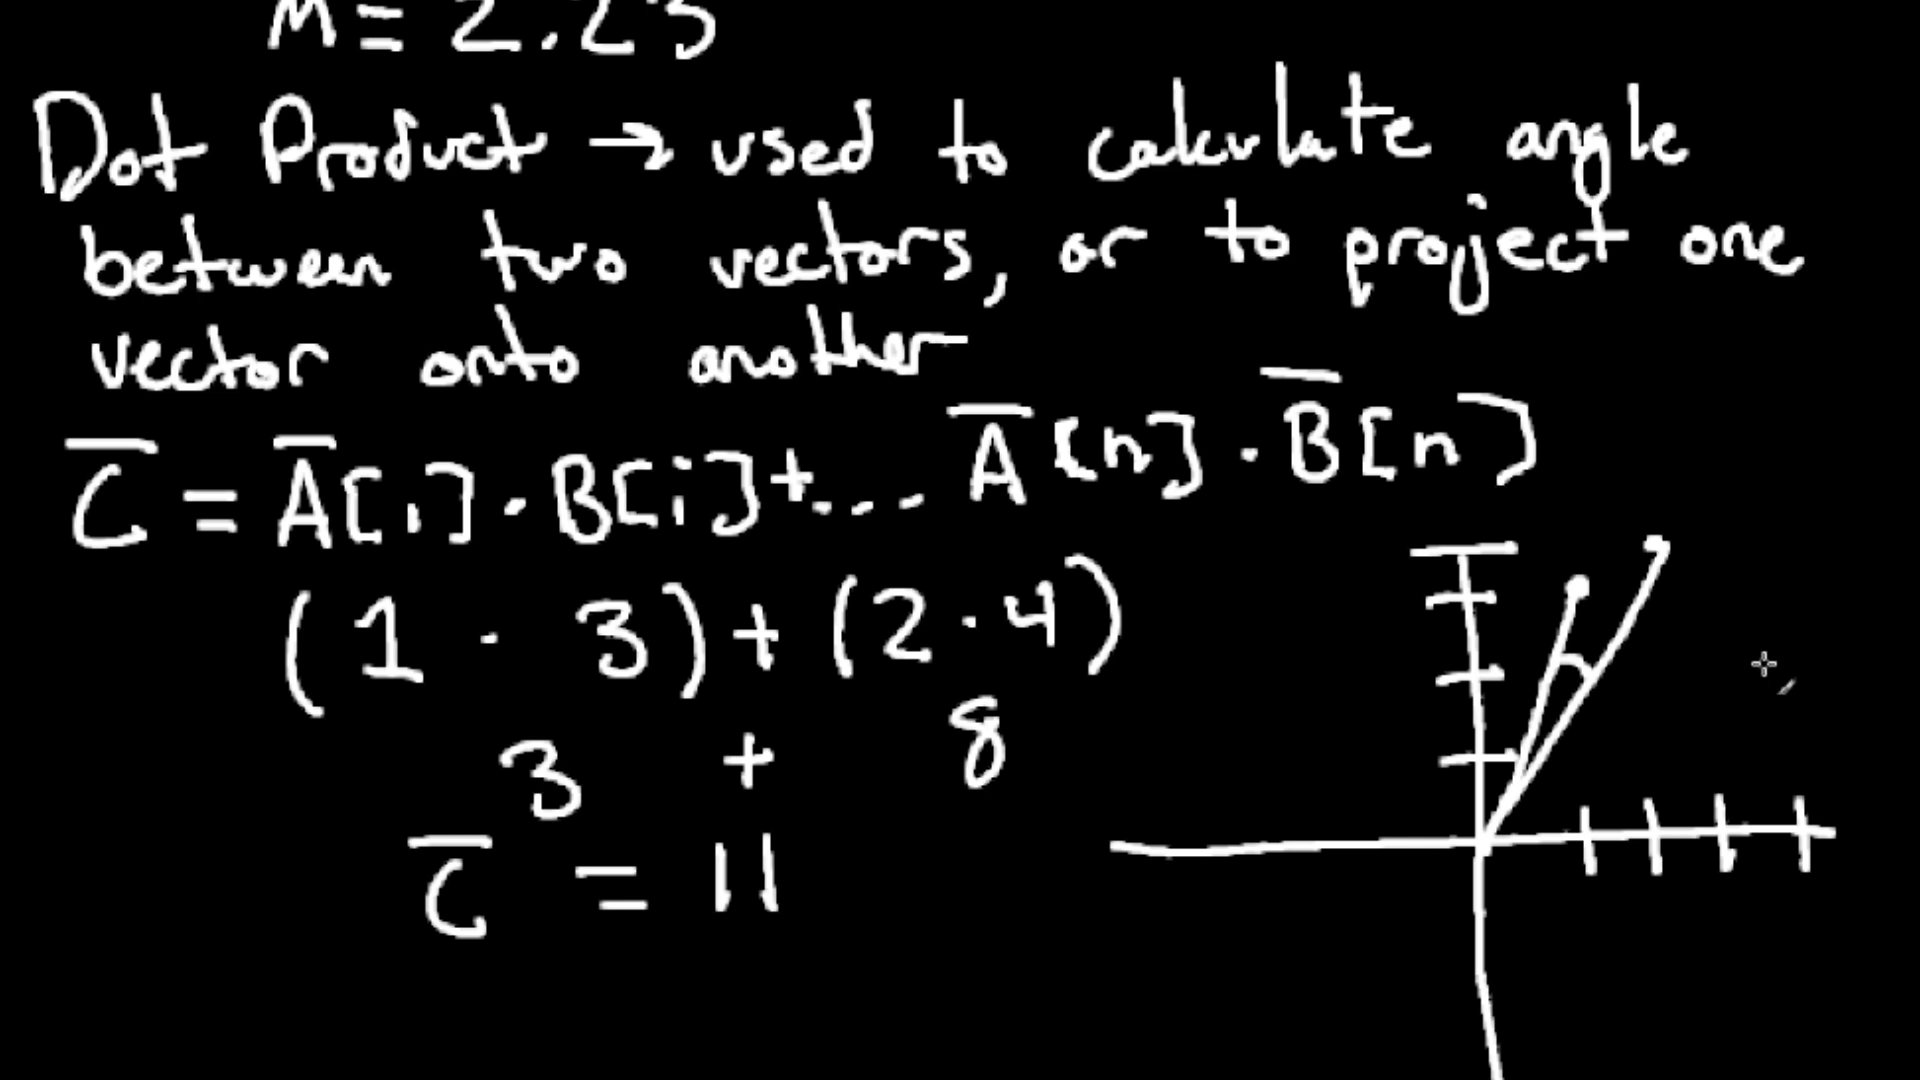 M = 2.23
Dot Product → used to calculate angle
between two vectors, or to project one
vector onto another
C̅ = A̅[i] · B[i] + ... A̅[n] · B̅[n]
(1 · 3) + (2 · 4)
3 + 8
C̅ = 11